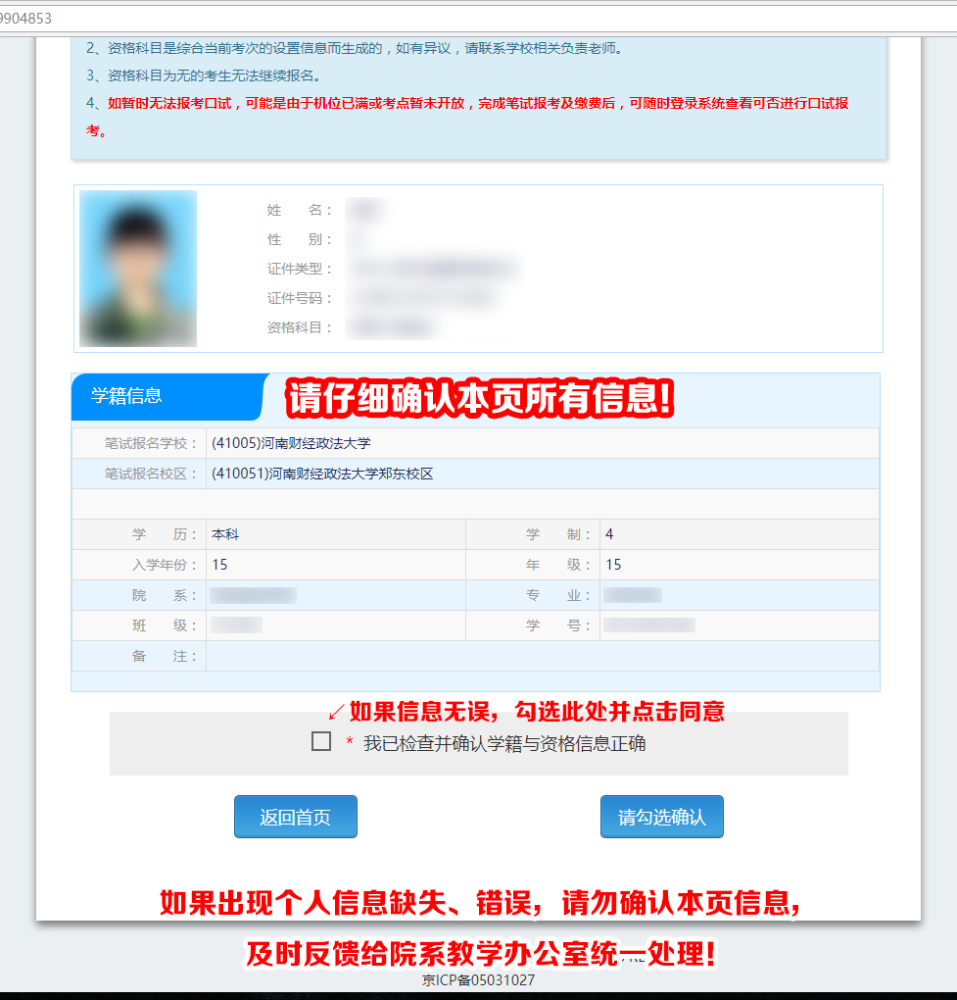 9904853
2、资格科目是综合当前考次的设置信息而生成的，如有异议，请联系学校相关负责老师。
3、资格科目为无的考生无法继续报名。
4、如暂时无法报考口试，可能是由于机位已满或考点暂未开放，完成笔试报考及缴费后，可随时登录系统查看可否进行口试报
考。
姓 名：
性 别：
证件类型：
证件号码：
资格科目：
学籍信息 请仔细确认本页所有信息!
笔试报名学校： (41005)河南财经政法大学
笔试报名校区： (410051)河南财经政法大学郑东校区
学 历： 本科 学 制： 4
入学年份： 15 年 级： 15
院 系： 专 业：
班 级： 学 号：
备 注：
↙如果信息无误，勾选此处并点击同意
* 我已检查并确认学籍与资格信息正确
返回首页 请勾选确认
如果出现个人信息缺失、错误，请勿确认本页信息，
及时反馈给院系教学办公室统一处理!
京ICP备05031027